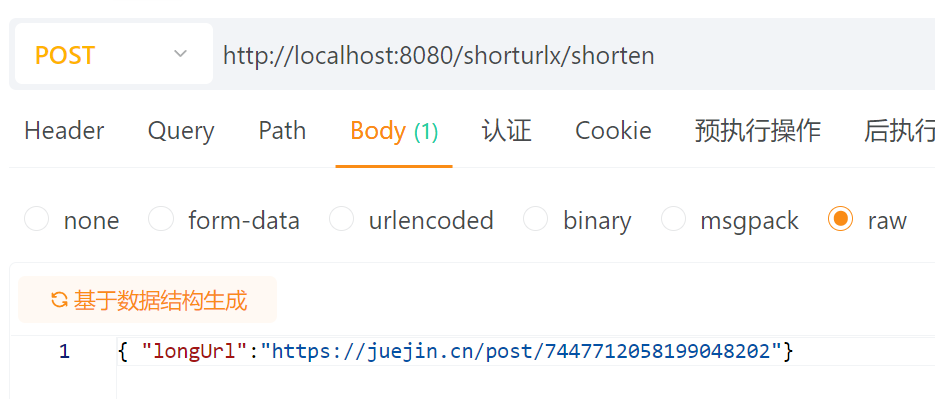 POST http://localhost:8080/shorturlx/shorten
Header Query Path Body (1) 认证 Cookie 预执行操作 后执行
none form-data urlencoded binary msgpack raw
基于数据结构生成
1 { "longUrl":"https://juejin.cn/post/7447712058199048202"}